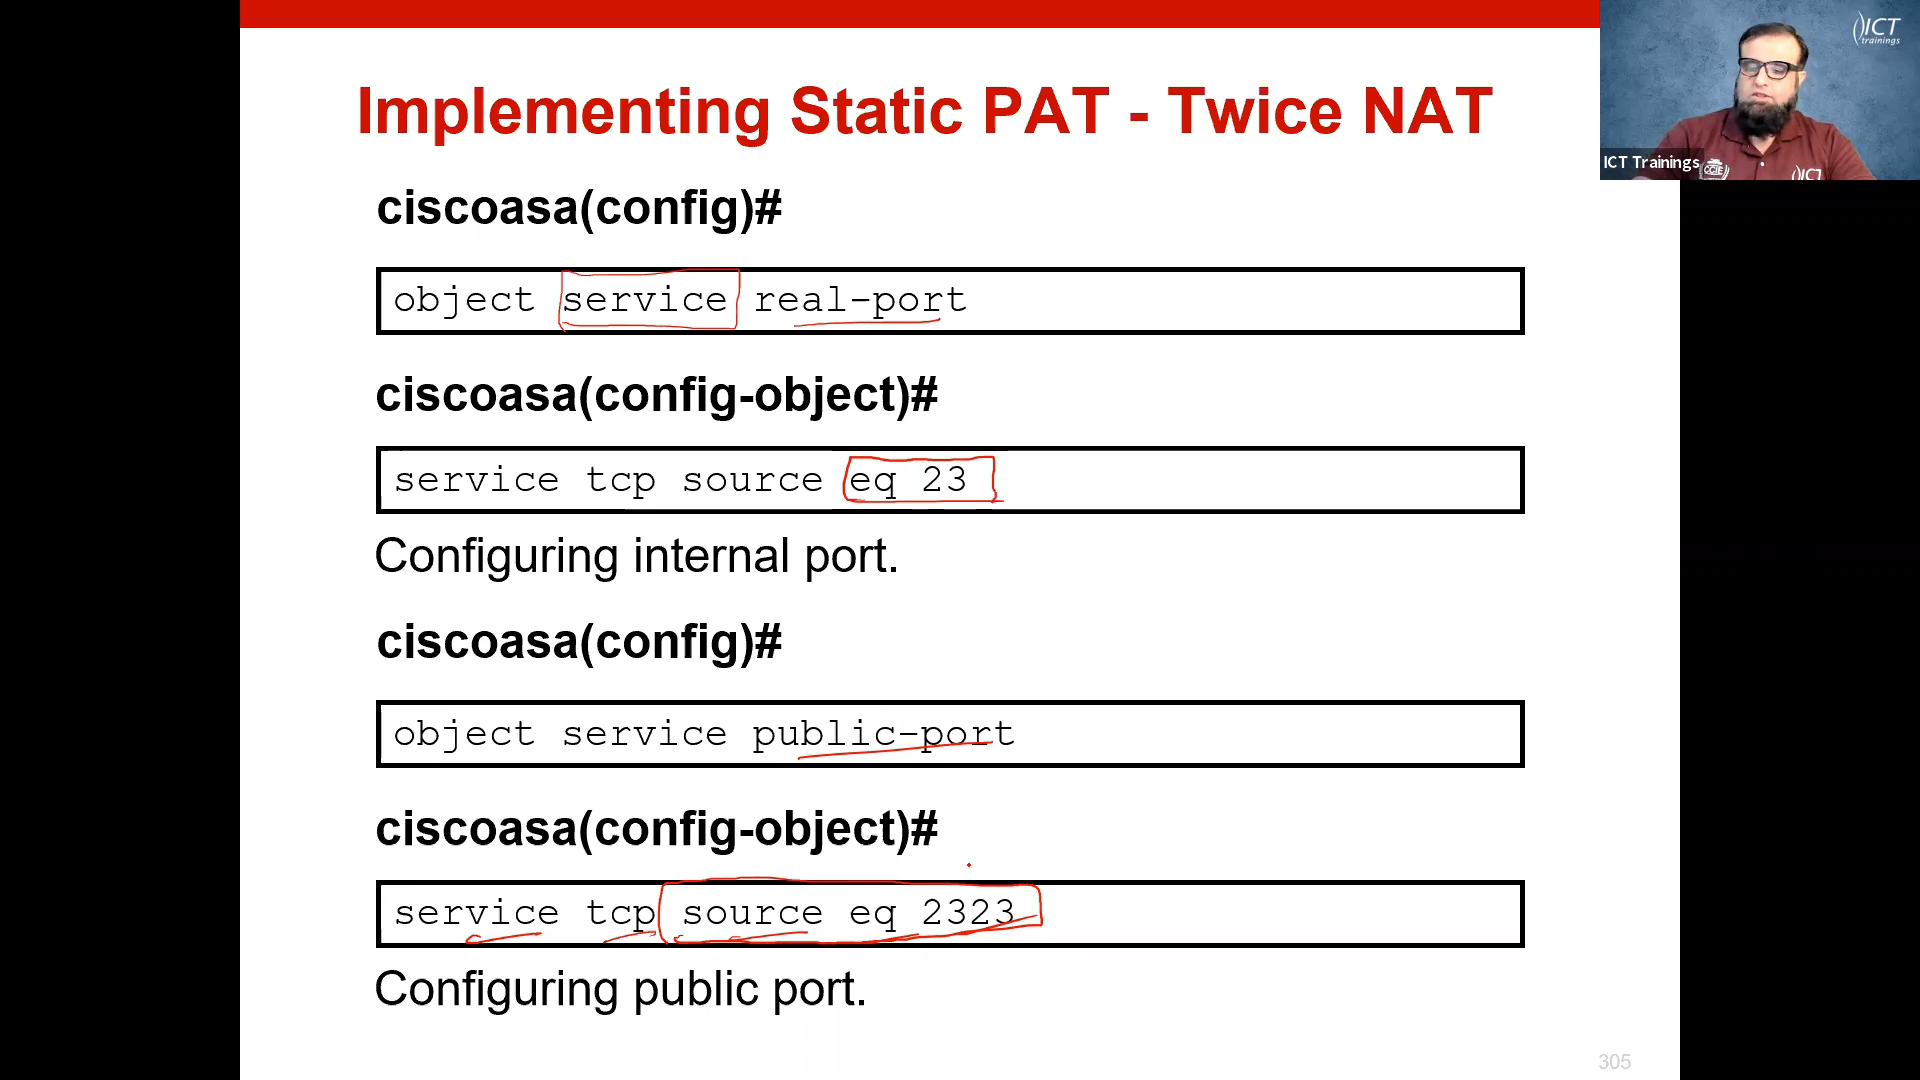 Implementing Static PAT - Twice NAT
ciscoasa(config)#
object service real-port
ciscoasa(config-object)#
service tcp source eq 23
Configuring internal port.
ciscoasa(config)#
object service public-port
ciscoasa(config-object)#
service tcp source eq 2323
Configuring public port.
305
ICT
trainings
ICT Trainings
CCIE